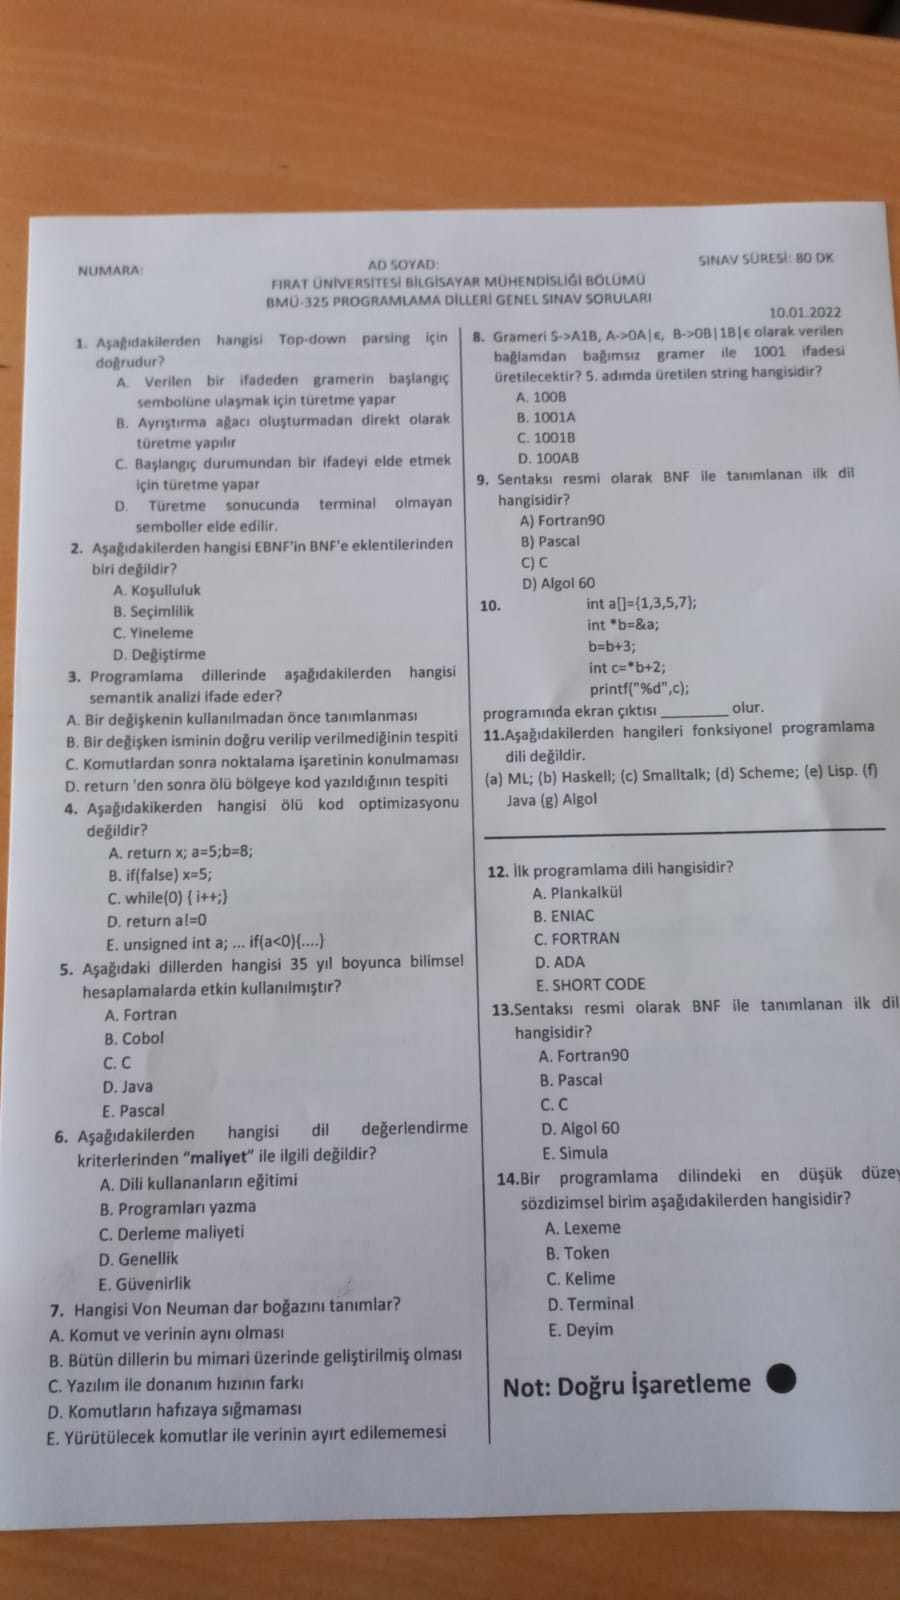 NUMARA:
AD SOYAD:
SINAV SÜRESİ: 80 DK
FIRAT ÜNİVERSİTESİ BİLGİSAYAR MÜHENDİSLİĞİ BÖLÜMÜ
BMÜ-325 PROGRAMLAMA DİLLERİ GENEL SINAV SORULARI
10.01.2022
1. Aşağıdakilerden hangisi Top-down parsing için
doğrudur?
A. Verilen bir ifadeden gramerin başlangıç
sembolüne ulaşmak için türetme yapar
B. Ayrıştırma ağacı oluşturmadan direkt olarak
türetme yapılır
C. Başlangıç durumundan bir ifadeyi elde etmek
için türetme yapar
D. Türetme sonucunda terminal olmayan
semboller elde edilir.
2. Aşağıdakilerden hangisi EBNF'in BNF'e eklentilerinden
biri değildir?
A. Koşulluluk
B. Seçimlilik
C. Yineleme
D. Değiştirme
3. Programlama dillerinde aşağıdakilerden hangisi
semantik analizi ifade eder?
A. Bir değişkenin kullanılmadan önce tanımlanması
B. Bir değişken isminin doğru verilip verilmediğinin tespiti
C. Komutlardan sonra noktalama işaretinin konulmaması
D. return 'den sonra ölü bölgeye kod yazıldığının tespiti
4. Aşağıdakikerden hangisi ölü kod optimizasyonu
değildir?
A. return x; a=5;b=8;
B. if(false) x=5;
C. while(0) { i++;}
D. return a!=0
E. unsigned int a; ... if(a<0){....}
5. Aşağıdaki dillerden hangisi 35 yıl boyunca bilimsel
hesaplamalarda etkin kullanılmıştır?
A. Fortran
B. Cobol
C. C
D. Java
E. Pascal
6. Aşağıdakilerden hangisi dil değerlendirme
kriterlerinden “maliyet” ile ilgili değildir?
A. Dili kullananların eğitimi
B. Programları yazma
C. Derleme maliyeti
D. Genellik
E. Güvenirlik
7. Hangisi Von Neuman dar boğazını tanımlar?
A. Komut ve verinin aynı olması
B. Bütün dillerin bu mimari üzerinde geliştirilmiş olması
C. Yazılım ile donanım hızının farkı
D. Komutların hafızaya sığmaması
E. Yürütülecek komutlar ile verinin ayırt edilememesi
8. Grameri S->A1B, A->0A|ϵ, B->0B|1B|ϵ olarak verilen
bağlamdan bağımsız gramer ile 1001 ifadesi
üretilecektir? 5. adımda üretilen string hangisidir?
A. 100B
B. 1001A
C. 1001B
D. 100AB
9. Sentaksı resmi olarak BNF ile tanımlanan ilk dil
hangisidir?
A) Fortran90
B) Pascal
C) C
D) Algol 60
10. int a[]={1,3,5,7};
int *b=&a;
b=b+3;
int c=*b+2;
printf("%d",c);
programında ekran çıktısı ________ olur.
11.Aşağıdakilerden hangileri fonksiyonel programlama
dili değildir.
(a) ML; (b) Haskell; (c) Smalltalk; (d) Scheme; (e) Lisp. (f)
Java (g) Algol
12. İlk programlama dili hangisidir?
A. Plankalkül
B. ENIAC
C. FORTRAN
D. ADA
E. SHORT CODE
13.Sentaksı resmi olarak BNF ile tanımlanan ilk dil
hangisidir?
A. Fortran90
B. Pascal
C. C
D. Algol 60
E. Simula
14.Bir programlama dilindeki en düşük düzey
sözdizimsel birim aşağıdakilerden hangisidir?
A. Lexeme
B. Token
C. Kelime
D. Terminal
E. Deyim
Not: Doğru İşaretleme